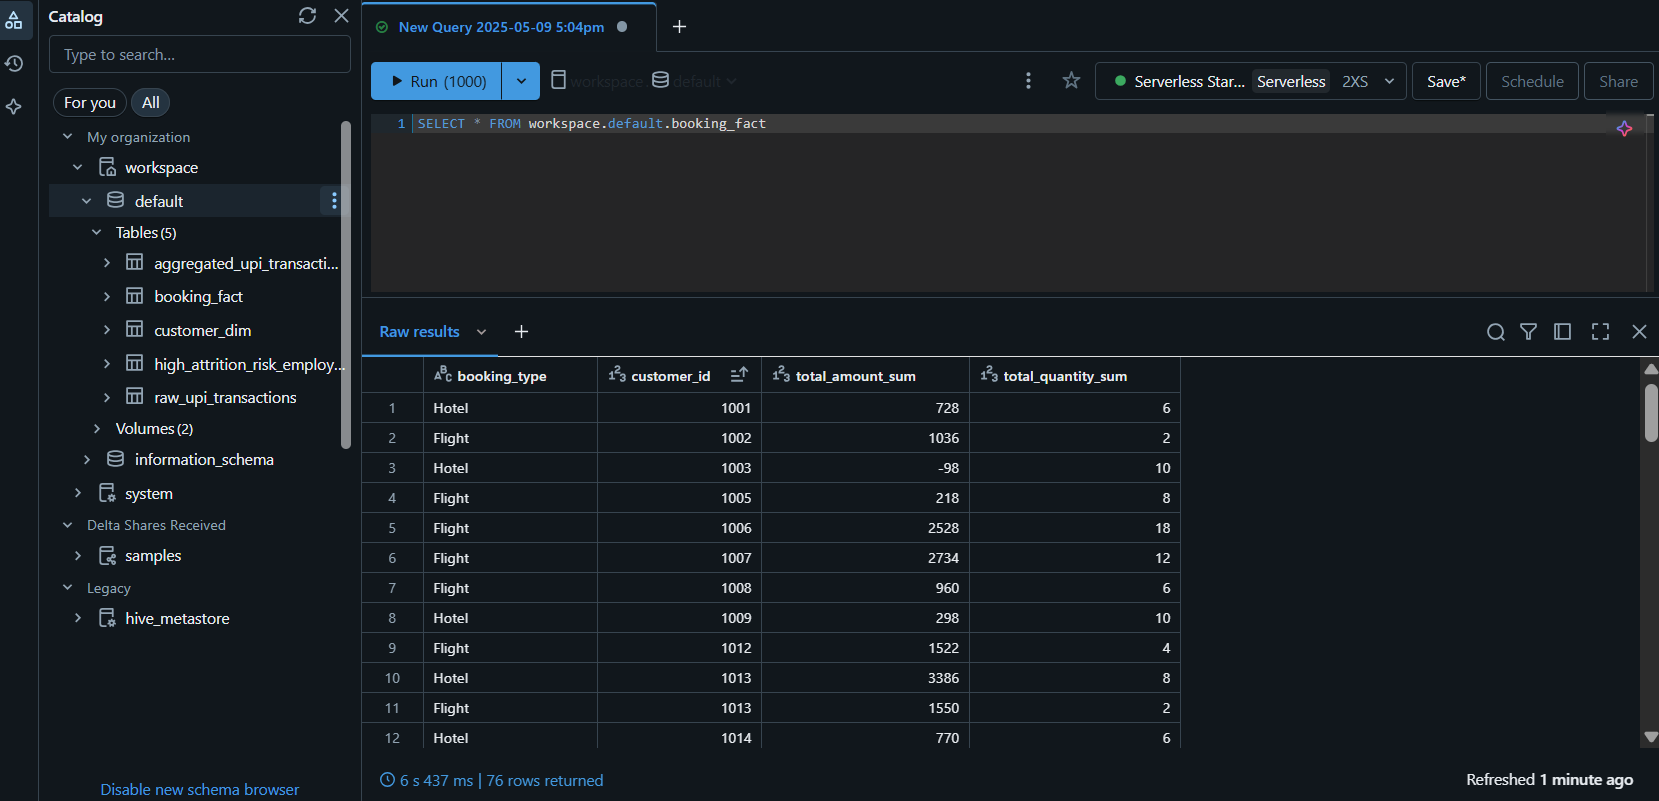 Catalog
Type to search...
For you All
My organization
workspace
default
Tables (5)
aggregated_upi_transacti...
booking_fact
customer_dim
high_attrition_risk_employ...
raw_upi_transactions
Volumes (2)
information_schema
system
Delta Shares Received
samples
Legacy
hive_metastore
Disable new schema browser
New Query 2025-05-09 5:04pm +
Run (1000) workspace. default Serverless Star... Serverless 2XS Save* Schedule Share
1 SELECT * FROM workspace.default.booking_fact
Raw results +
ABC booking_type 123 customer_id 123 total_amount_sum 123 total_quantity_sum
1 Hotel 1001 728 6
2 Flight 1002 1036 2
3 Hotel 1003 -98 10
4 Flight 1005 218 8
5 Flight 1006 2528 18
6 Flight 1007 2734 12
7 Flight 1008 960 6
8 Hotel 1009 298 10
9 Flight 1012 1522 4
10 Hotel 1013 3386 8
11 Flight 1013 1550 2
12 Hotel 1014 770 6
6 s 437 ms | 76 rows returned
Refreshed 1 minute ago